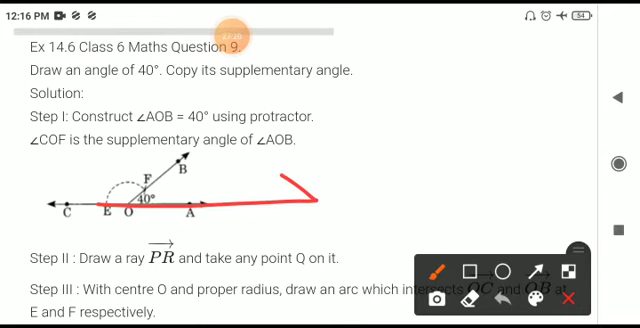 12:16 PM
54
27:20
Ex 14.6 Class 6 Maths Question 9.
Draw an angle of 40°. Copy its supplementary angle.
Solution:
Step I: Construct ∠AOB = 40° using protractor.
∠COF is the supplementary angle of ∠AOB.
B
F
40°
C E O A
Step II : Draw a ray PR and take any point Q on it.
Step III : With centre O and proper radius, draw an arc which intersects OC and OB at
E and F respectively.